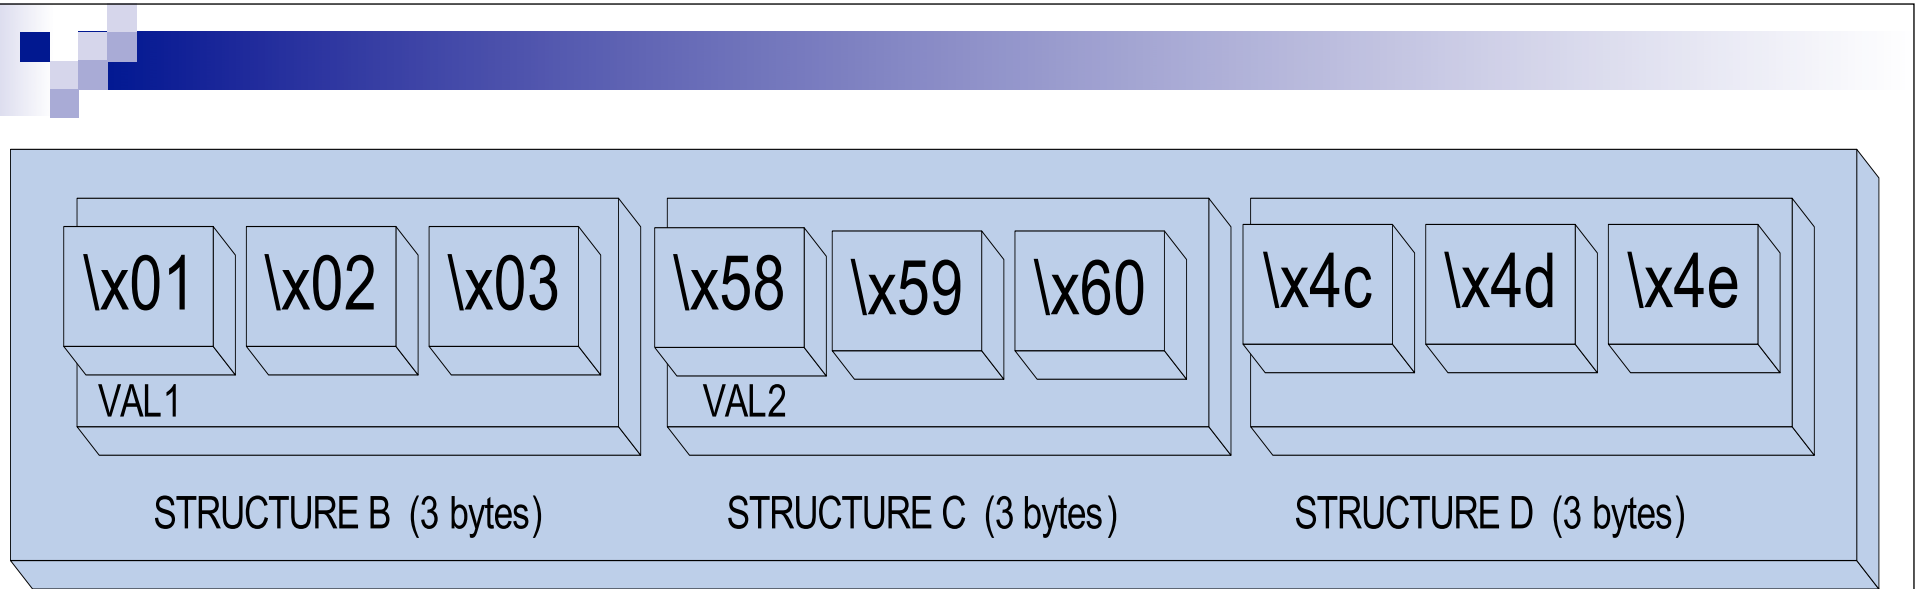 \x01 \x02 \x03 \x58 \x59 \x60 \x4c \x4d \x4e
VAL1 VAL2
STRUCTURE B (3 bytes) STRUCTURE C (3 bytes) STRUCTURE D (3 bytes)